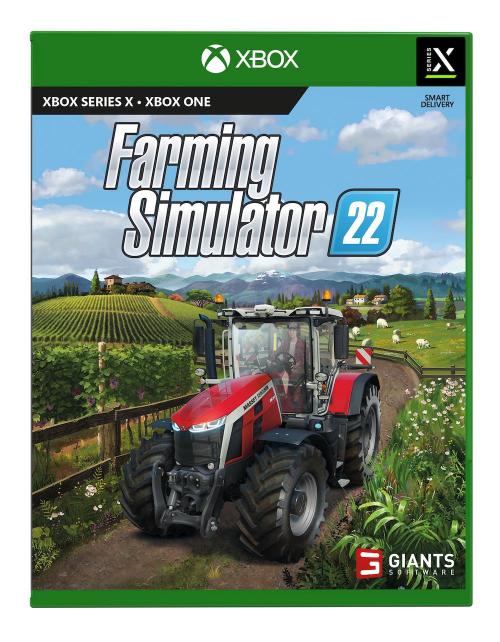 XBOX
SERIES X
XBOX SERIES X • XBOX ONE
SMART
DELIVERY
Farming
Simulator 22
MASSEY FERGUSON
GIANTS
SOFTWARE